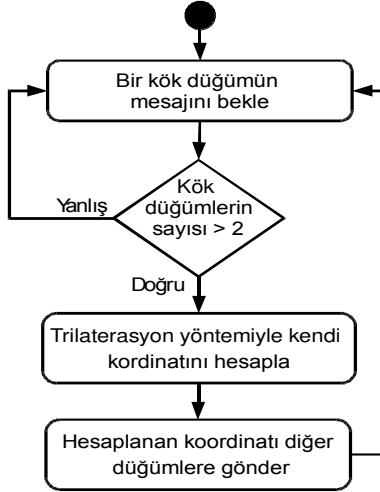 Bir kök düğümün
mesajını bekle
Kök
düğümlerin
sayısı > 2
Yanlış
Doğru
Trilaterasyon yöntemiyle kendi
kordinatını hesapla
Hesaplanan koordinatı diğer
düğümlere gönder